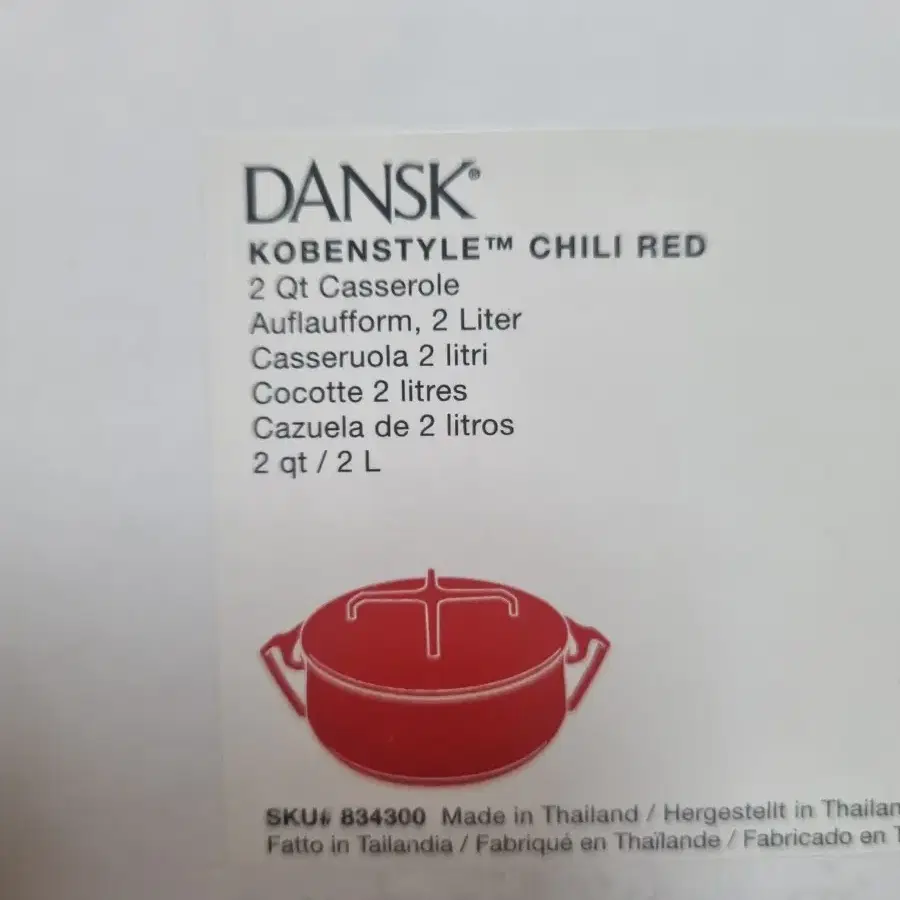 DANSK®
KOBENSTYLE™ CHILI RED
2 Qt Casserole
Auflaufform, 2 Liter
Casseruola 2 litri
Cocotte 2 litres
Cazuela de 2 litros
2 qt / 2 L
SKU# 834300 Made in Thailand / Hergestellt in Thailan
Fatto in Tailandia / Fabriqué en Thaïlande / Fabricado en T